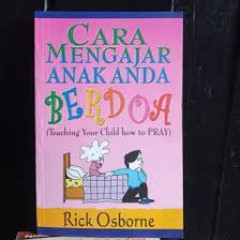 CARA
MENGAJAR
ANAK ANDA
BERDOA
(Teaching Your Child how to PRAY)
Rick Osborne